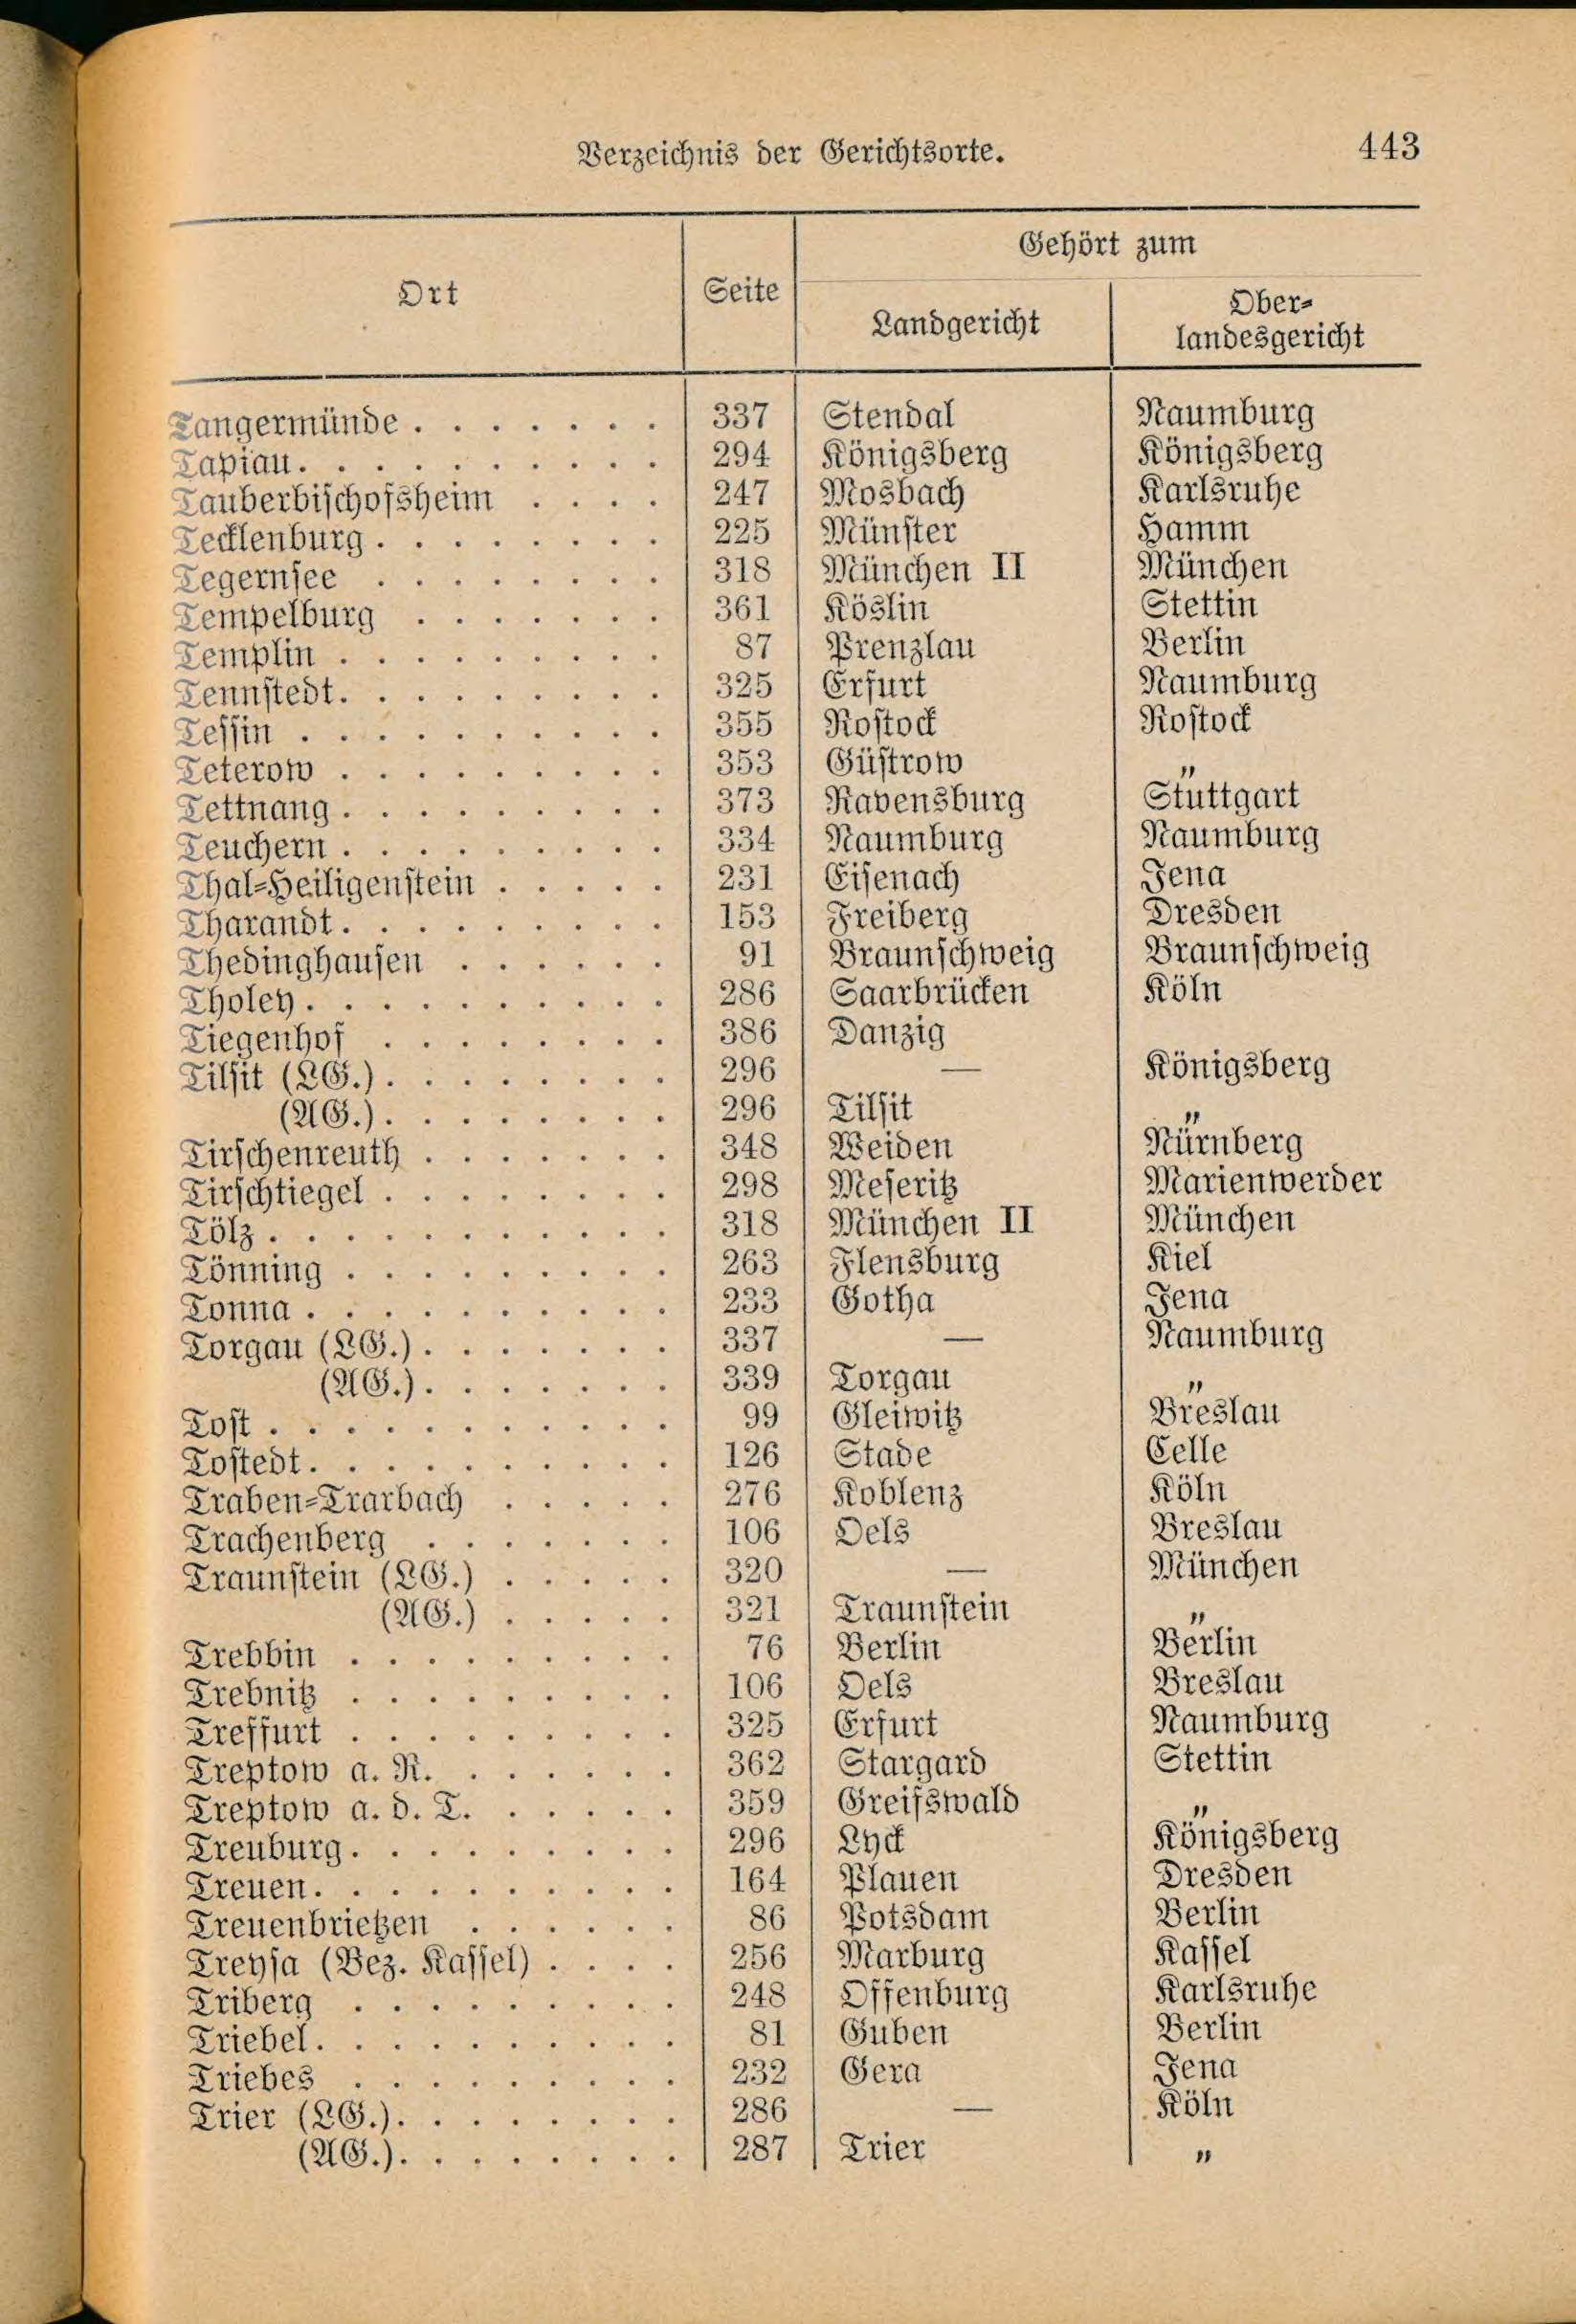 Verzeichnis der Gerichtsorte. 443
Ort Seite Gehört zum
Landgericht Ober-
landesgericht
Tangermünde . . . . . . . 337 Stendal Naumburg
Tapiau. . . . . . . . . . 294 Königsberg Königsberg
Tauberbischofsheim . . . . 247 Mosbach Karlsruhe
Tecklenburg . . . . . . . . 225 Münster Hamm
Tegernsee . . . . . . . . 318 München II München
Tempelburg . . . . . . . 361 Köslin Stettin
Templin . . . . . . . . . 87 Prenzlau Berlin
Tennstedt. . . . . . . . . 325 Erfurt Naumburg
Tessin . . . . . . . . . . 355 Rostock Rostock
Teterow . . . . . . . . . 353 Güstrow "
Tettnang . . . . . . . . . 373 Ravensburg Stuttgart
Teuchern . . . . . . . . . 334 Naumburg Naumburg
Thal-Heiligenstein . . . . . 231 Eisenach Jena
Tharandt. . . . . . . . . 153 Freiberg Dresden
Thedinghausen . . . . . . 91 Braunschweig Braunschweig
Tholey. . . . . . . . . . 286 Saarbrücken Köln
Tiegenhof . . . . . . . . 386 Danzig
Tilsit (LG.) . . . . . . . . 296 — Königsberg
(AG.) . . . . . . . . 296 Tilsit "
Tirschenreuth . . . . . . . 348 Weiden Nürnberg
Tirschtiegel . . . . . . . . 298 Meseritz Marienwerder
Tölz . . . . . . . . . . . 318 München II München
Tönning . . . . . . . . . 263 Flensburg Kiel
Tonna . . . . . . . . . . 233 Gotha Jena
Torgau (LG.) . . . . . . . 337 — Naumburg
(AG.) . . . . . . . 339 Torgau "
Tost . . . . . . . . . . . 99 Gleiwitz Breslau
Tostedt. . . . . . . . . . 126 Stade Celle
Traben-Trarbach . . . . . 276 Koblenz Köln
Trachenberg . . . . . . . 106 Oels Breslau
Traunstein (LG.) . . . . . 320 — München
(AG.) . . . . . 321 Traunstein "
Trebbin . . . . . . . . . 76 Berlin Berlin
Trebnitz . . . . . . . . . 106 Oels Breslau
Treffurt . . . . . . . . . 325 Erfurt Naumburg
Treptow a. R. . . . . . . 362 Stargard Stettin
Treptow a. d. T. . . . . . 359 Greifswald "
Treuburg. . . . . . . . . 296 Lyck Königsberg
Treuen. . . . . . . . . . 164 Plauen Dresden
Treuenbrietzen . . . . . . 86 Potsdam Berlin
Treysa (Bez. Kassel) . . . . 256 Marburg Kassel
Triberg . . . . . . . . . 248 Offenburg Karlsruhe
Triebel. . . . . . . . . . 81 Guben Berlin
Triebes . . . . . . . . . 232 Gera Jena
Trier (LG.). . . . . . . . 286 — Köln
(AG.). . . . . . . . 287 Trier "